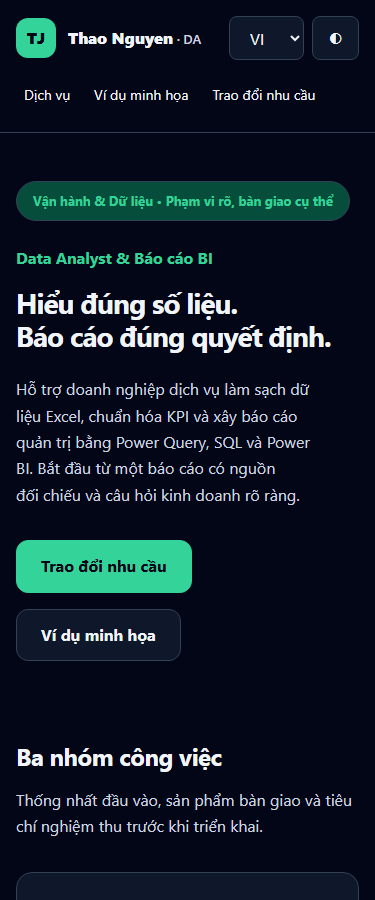 TJ Thao Nguyen · DA VI
Dịch vụ Ví dụ minh họa Trao đổi nhu cầu
Vận hành & Dữ liệu • Phạm vi rõ, bàn giao cụ thể
Data Analyst & Báo cáo BI
Hiểu đúng số liệu.
Báo cáo đúng quyết định.
Hỗ trợ doanh nghiệp dịch vụ làm sạch dữ
liệu Excel, chuẩn hóa KPI và xây báo cáo
quản trị bằng Power Query, SQL và Power
BI. Bắt đầu từ một báo cáo có nguồn
đối chiếu và câu hỏi kinh doanh rõ ràng.
Trao đổi nhu cầu
Ví dụ minh họa
Ba nhóm công việc
Thống nhất đầu vào, sản phẩm bàn giao và tiêu
chí nghiệm thu trước khi triển khai.